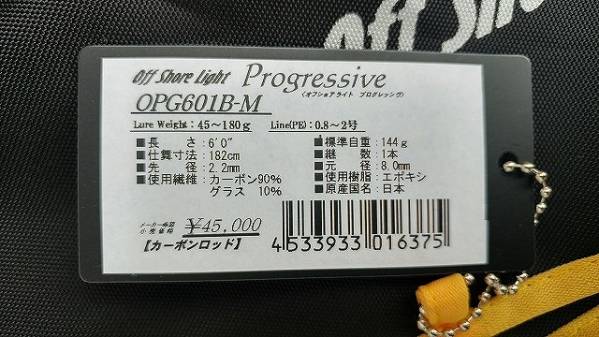 Off Shore
Off Shore Light Progressive
(オフショアライト プログレッシヴ)
OPG601B-M
Lure Weight: 45～180g Line(PE): 0.8～2号
■長さ:6'0" ■標準自重:144g
■仕舞寸法:182cm ■継数:1本
■先径:2.2mm ■元径:8.0mm
■使用繊維:カーボン90% ■使用樹脂:エポキシ
グラス 10% ■原産国名:日本
メーカー希望
小売価格 ¥45,000
【カーボンロッド】
4533933 016375